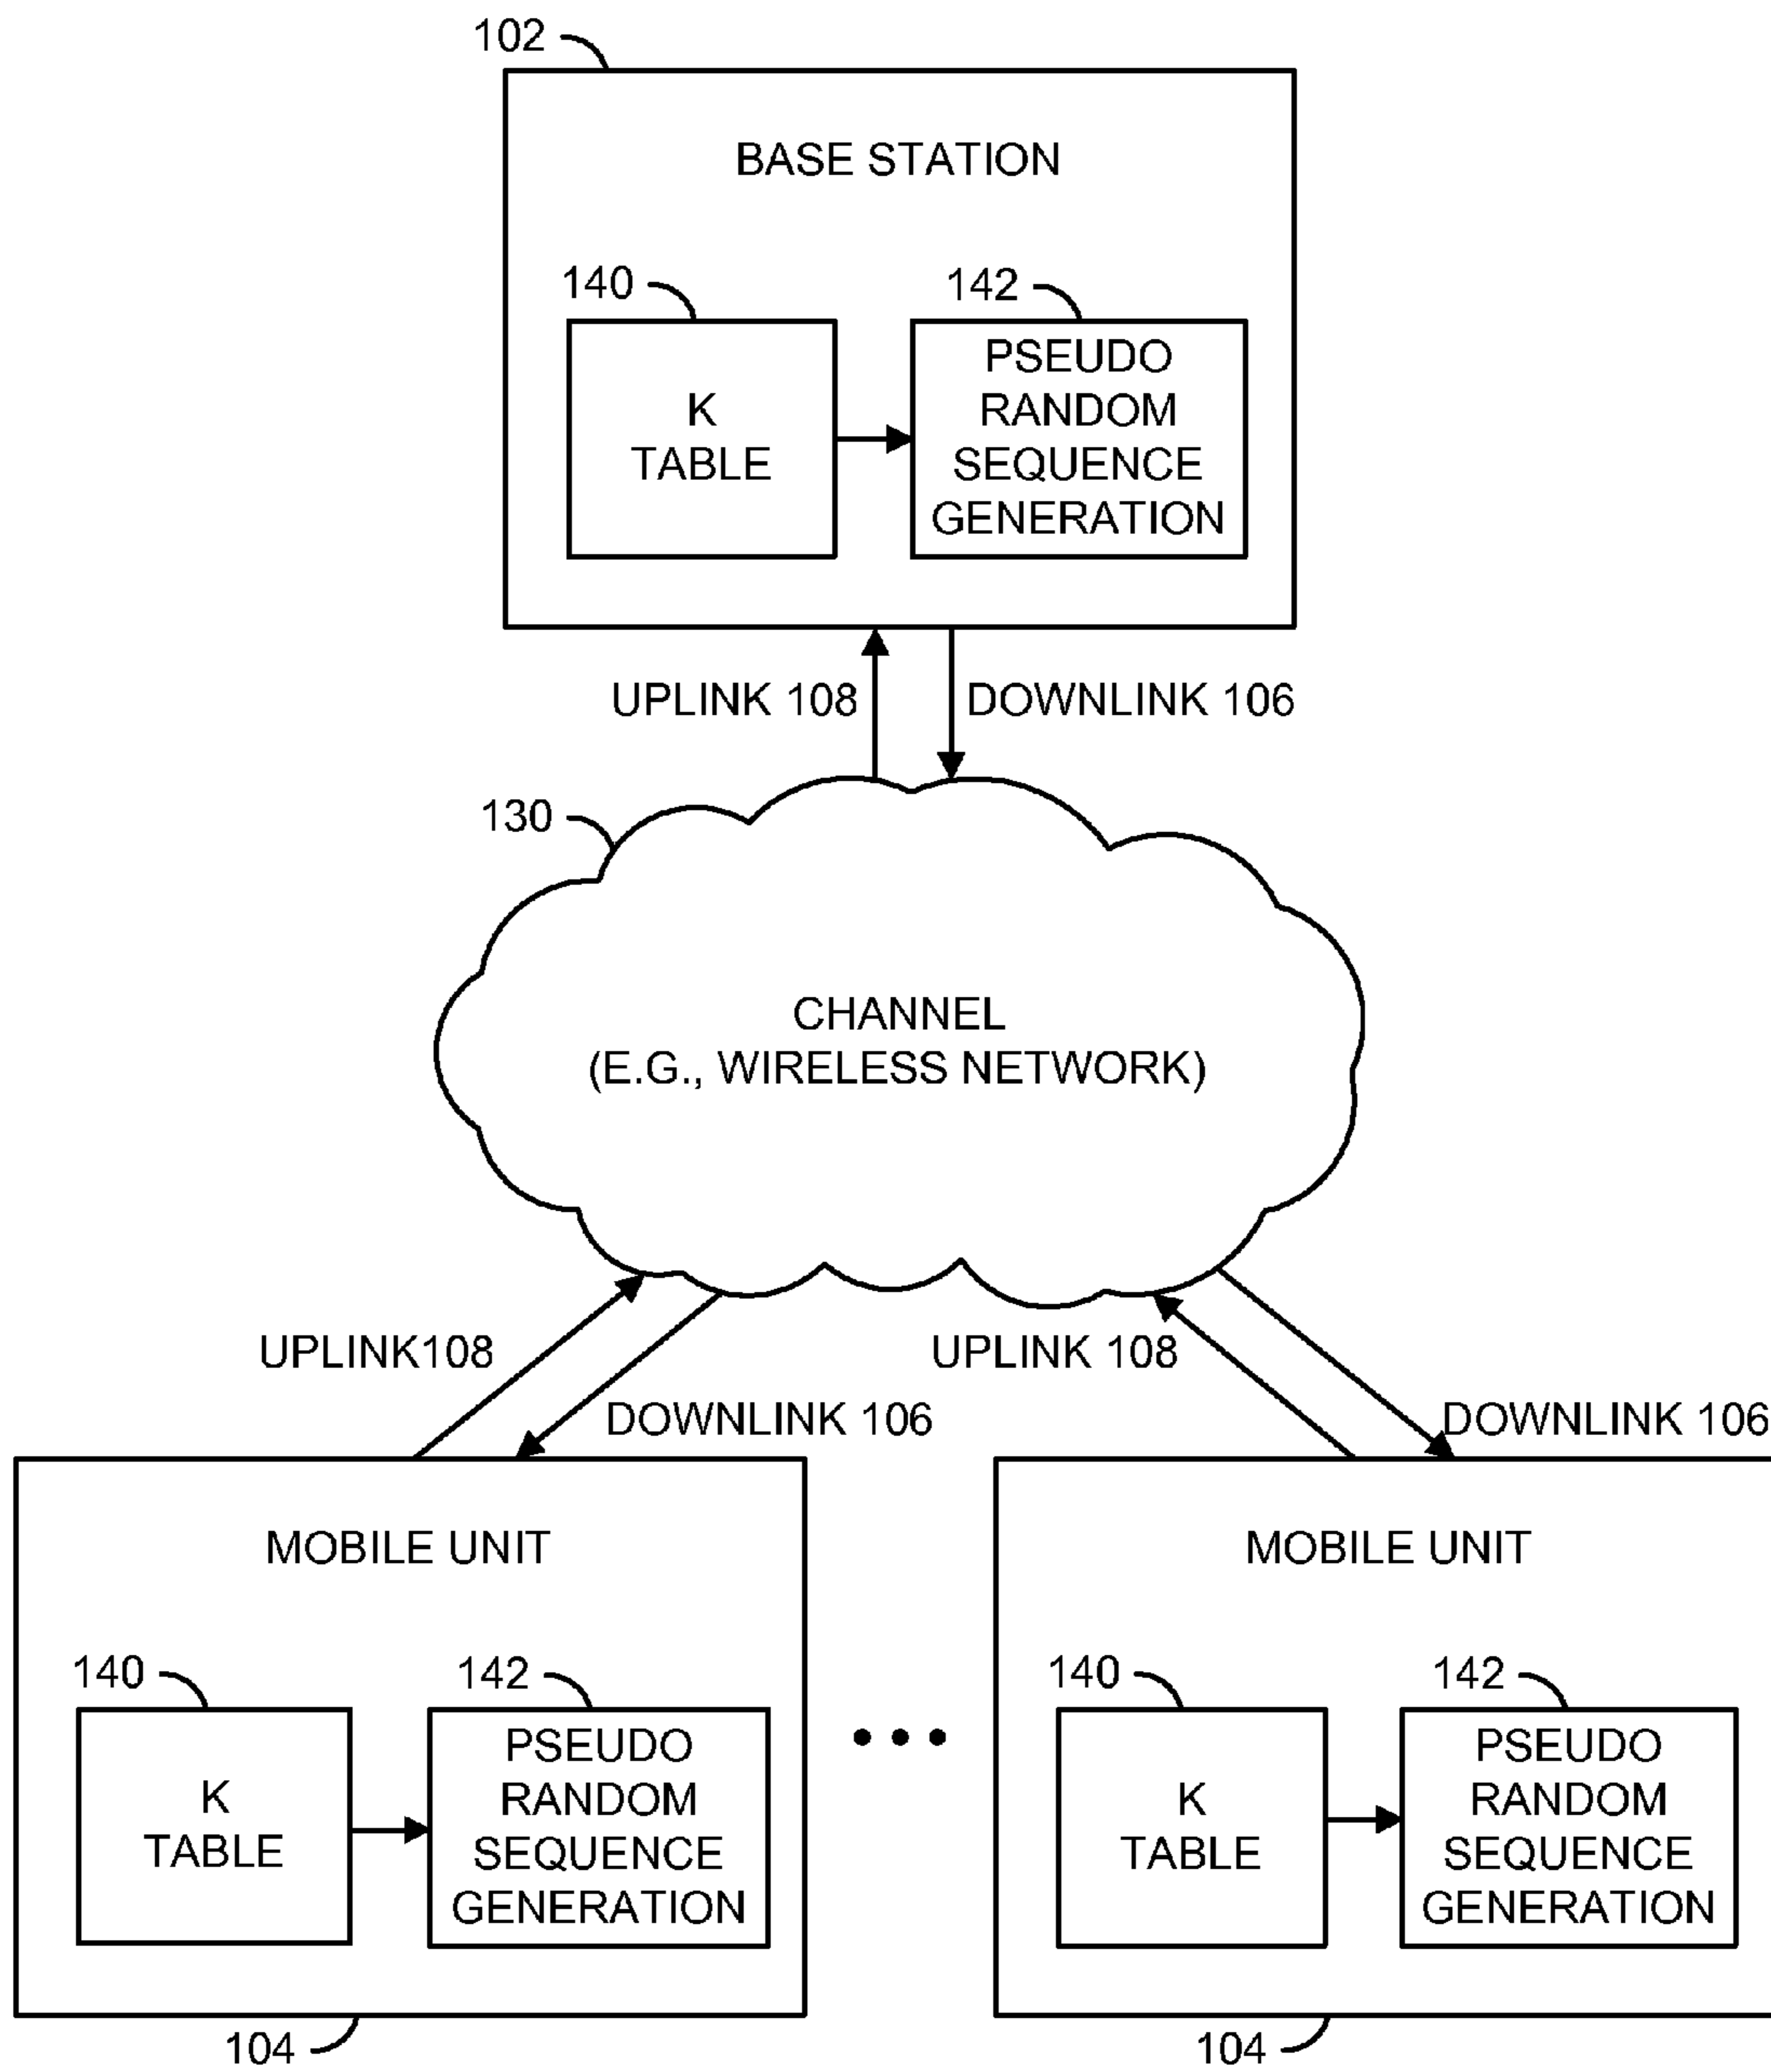 102
BASE STATION
140
142
K
TABLE
PSEUDO
RANDOM
SEQUENCE
GENERATION
UPLINK 108
DOWNLINK 106
130
CHANNEL
(E.G., WIRELESS NETWORK)
UPLINK108
DOWNLINK 106
UPLINK 108
DOWNLINK 106
MOBILE UNIT
140
142
K
TABLE
PSEUDO
RANDOM
SEQUENCE
GENERATION
104
MOBILE UNIT
140
142
K
TABLE
PSEUDO
RANDOM
SEQUENCE
GENERATION
104